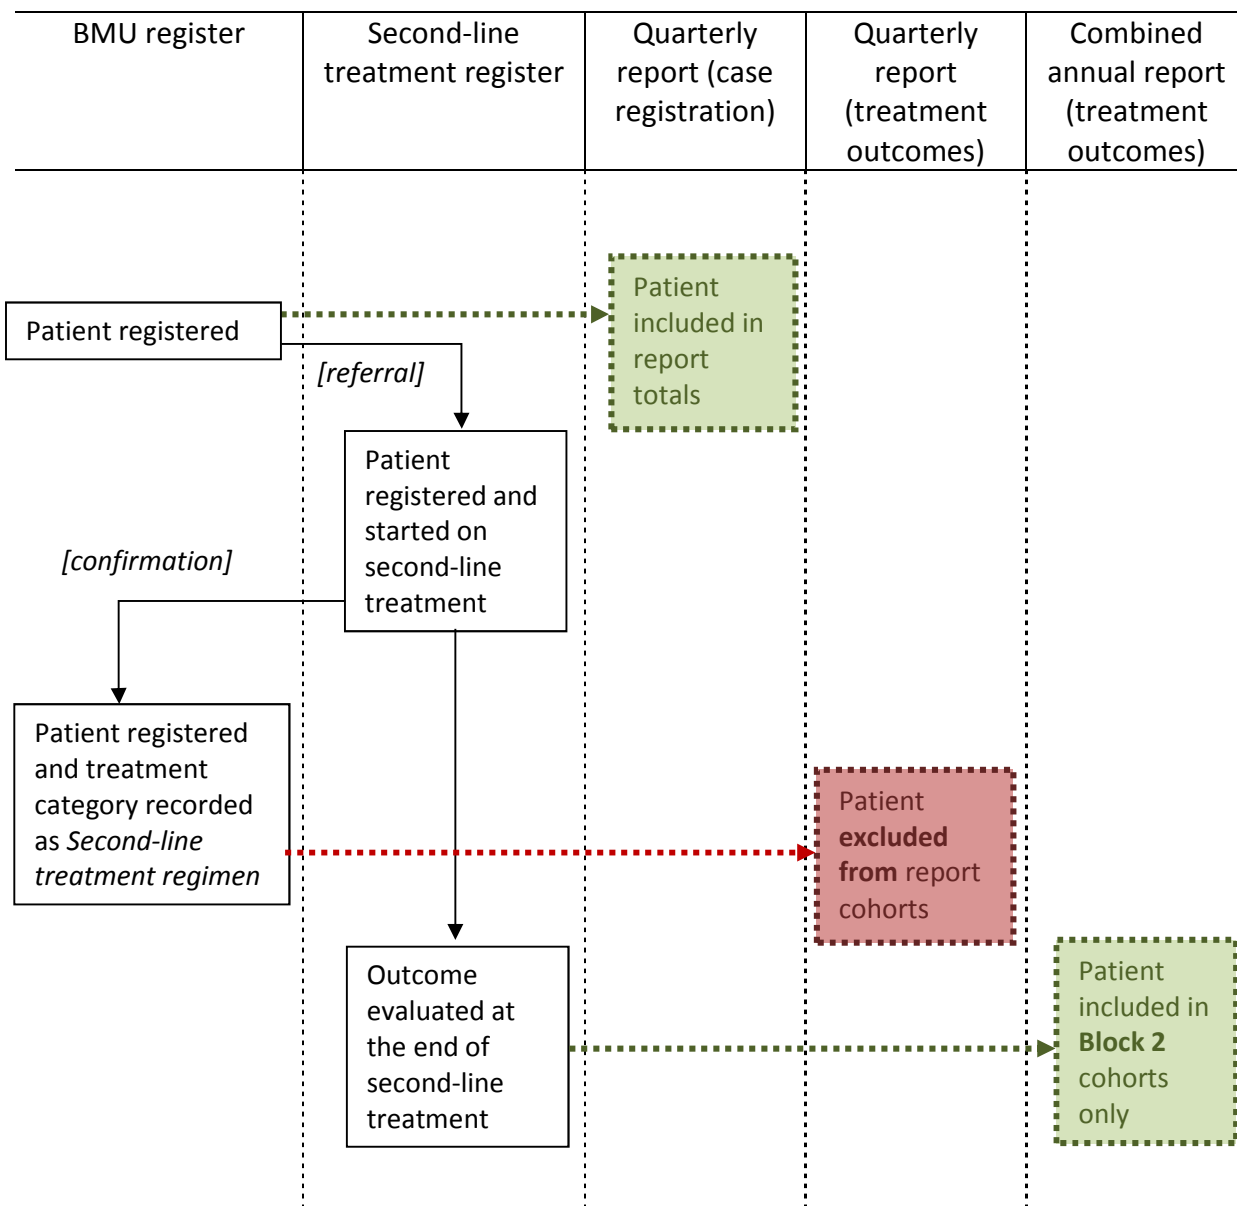 BMU register
Second-line
treatment register
Quarterly
report (case
registration)
Quarterly
report
(treatment
outcomes)
Combined
annual report
(treatment
outcomes)
Patient registered
[referral]
Patient
included in
report
totals
Patient
registered and
started on
second-line
treatment
[confirmation]
Patient registered
and treatment
category recorded
as Second-line
treatment regimen
Patient
excluded
from report
cohorts
Outcome
evaluated at
the end of
second-line
treatment
Patient
included in
Block 2
cohorts
only